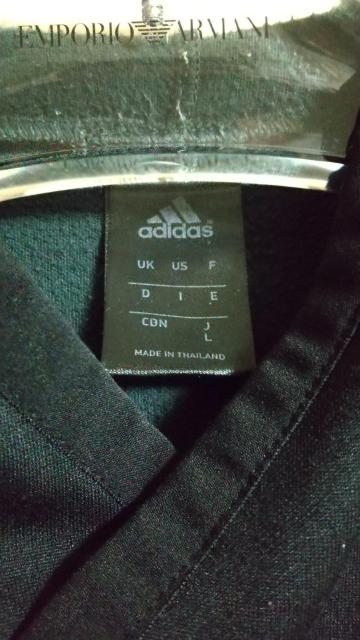 EMPORIO ARMANI
adidas
UK US F
D I E
CDN J
L
MADE IN THAILAND